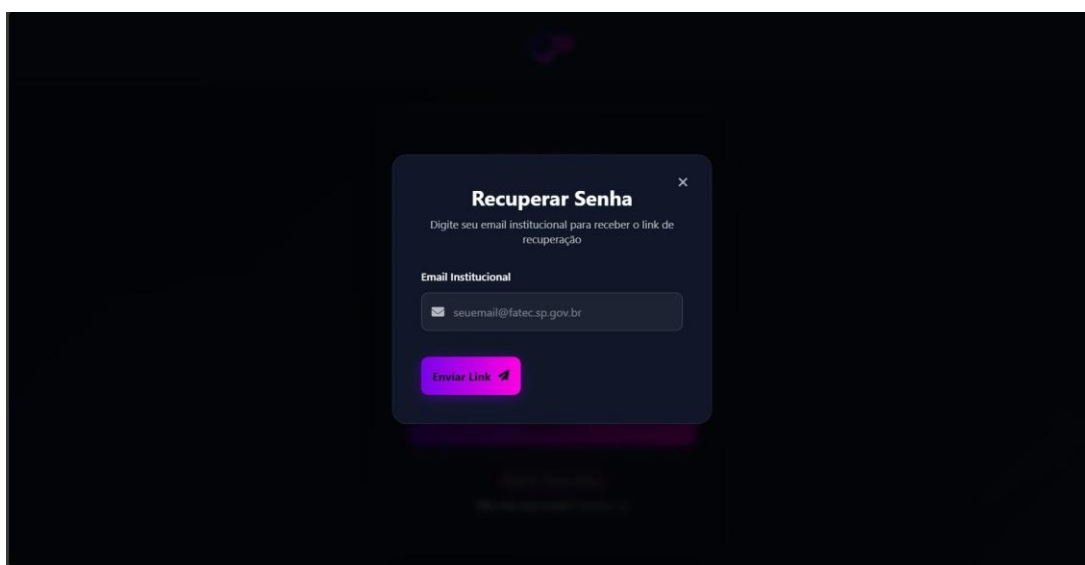 Recuperar Senha
Digite seu email institucional para receber o link de
recuperação
Email Institucional
seuemail@fatec.sp.gov.br
Enviar Link